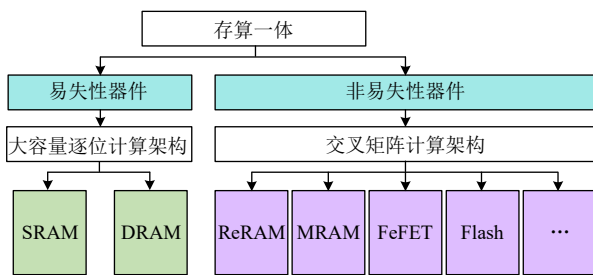 存算一体
易失性器件
非易失性器件
大容量逐位计算架构
交叉矩阵计算架构
SRAM
DRAM
ReRAM
MRAM
FeFET
Flash
…